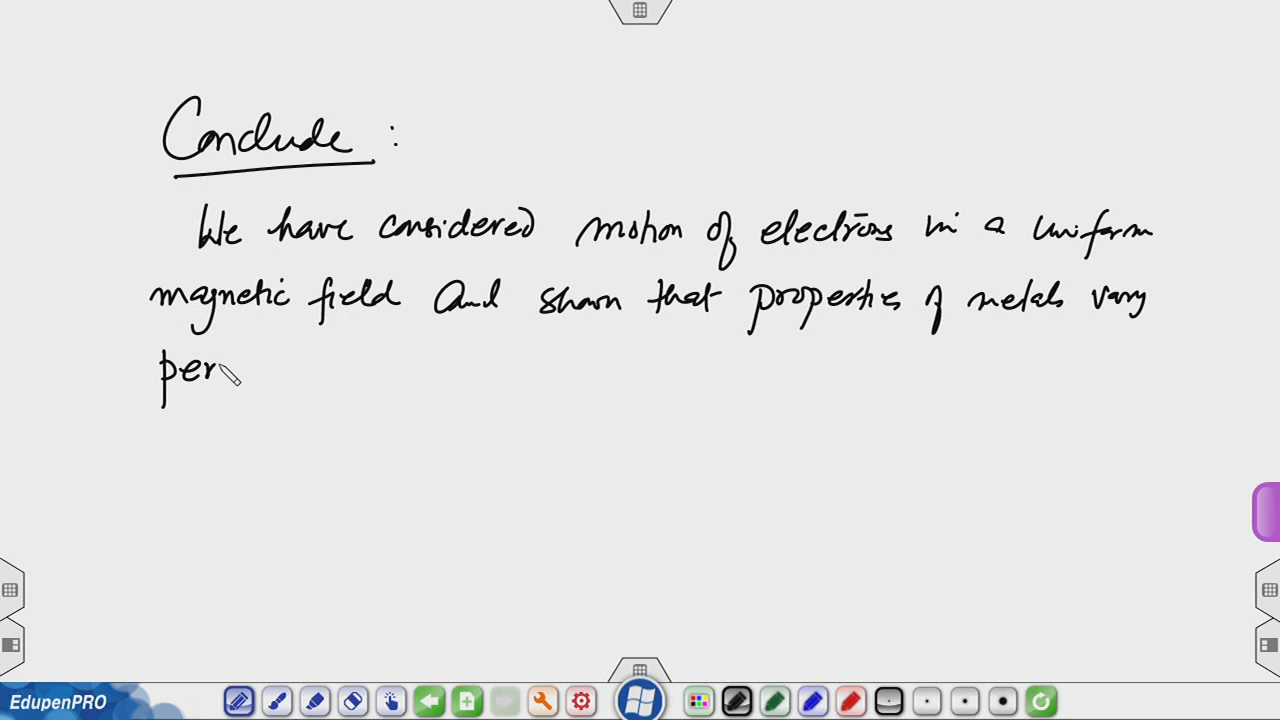 Conclude :
We have considered motion of electrons in a uniform
magnetic field and shown that properties of metals vary
per
EdupenPRO